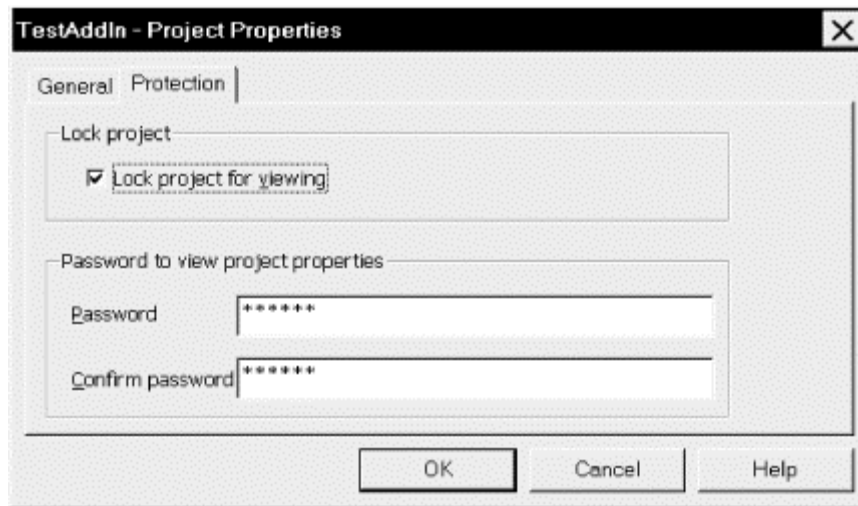 TestAddIn - Project Properties
General Protection
Lock project
Lock project for viewing
Password to view project properties
Password ******
Confirm password ******
OK Cancel Help